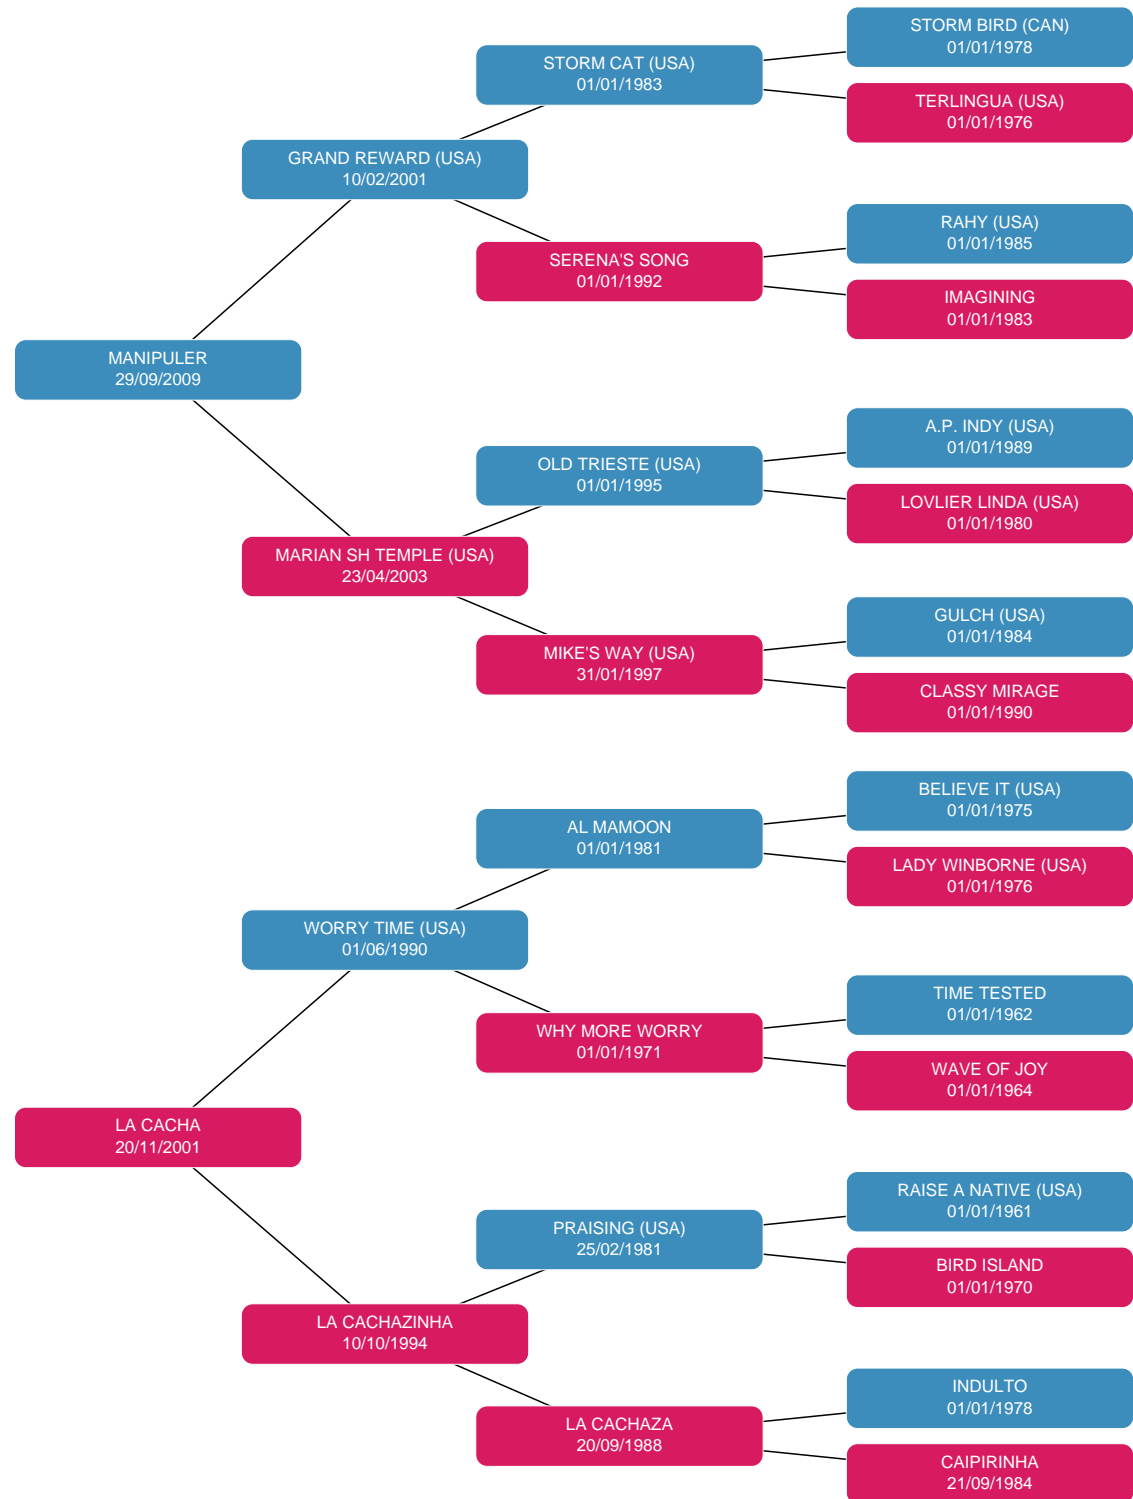 STORM BIRD (CAN)
01/01/1978
STORM CAT (USA)
01/01/1983
TERLINGUA (USA)
01/01/1976
GRAND REWARD (USA)
10/02/2001
RAHY (USA)
01/01/1985
SERENA'S SONG
01/01/1992
IMAGINING
01/01/1983
MANIPULER
29/09/2009
A.P. INDY (USA)
01/01/1989
OLD TRIESTE (USA)
01/01/1995
LOVLIER LINDA (USA)
01/01/1980
MARIAN SH TEMPLE (USA)
23/04/2003
GULCH (USA)
01/01/1984
MIKE'S WAY (USA)
31/01/1997
CLASSY MIRAGE
01/01/1990
BELIEVE IT (USA)
01/01/1975
AL MAMOON
01/01/1981
LADY WINBORNE (USA)
01/01/1976
WORRY TIME (USA)
01/06/1990
TIME TESTED
01/01/1962
WHY MORE WORRY
01/01/1971
WAVE OF JOY
01/01/1964
LA CACHA
20/11/2001
RAISE A NATIVE (USA)
01/01/1961
PRAISING (USA)
25/02/1981
BIRD ISLAND
01/01/1970
LA CACHAZINHA
10/10/1994
INDULTO
01/01/1978
LA CACHAZA
20/09/1988
CAIPIRINHA
21/09/1984